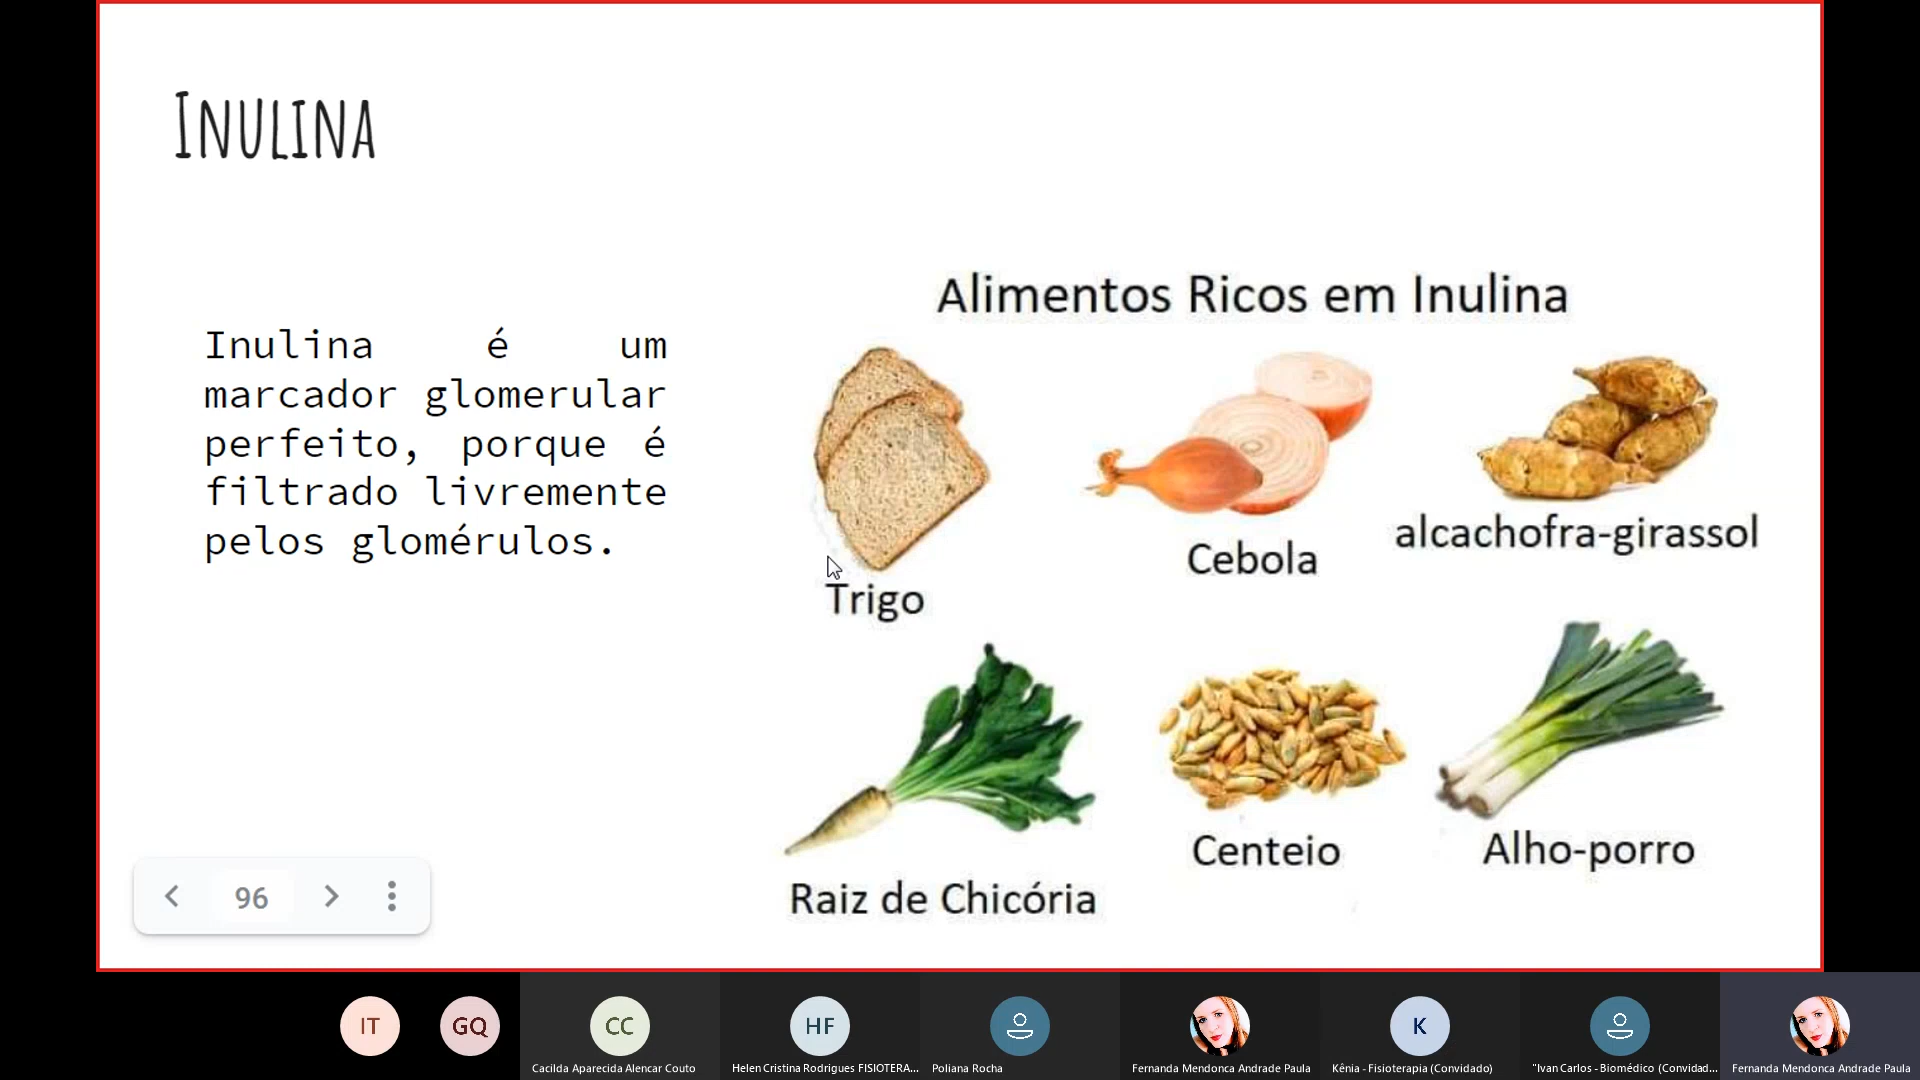 Inulina
Inulina é um
marcador glomerular
perfeito, porque é
filtrado livremente
pelos glomérulos.
Alimentos Ricos em Inulina
Trigo
Cebola
alcachofra-girassol
Raiz de Chicória
Centeio
Alho-porro
96
IT
GQ
CC
HF
K
Cacilda Aparecida Alencar Couto
Helen Cristina Rodrigues FISIOTERA...
Poliana Rocha
Fernanda Mendonca Andrade Paula
Kênia - Fisioterapia (Convidado)
"Ivan Carlos - Biomédico (Convidad...
Fernanda Mendonca Andrade Paula